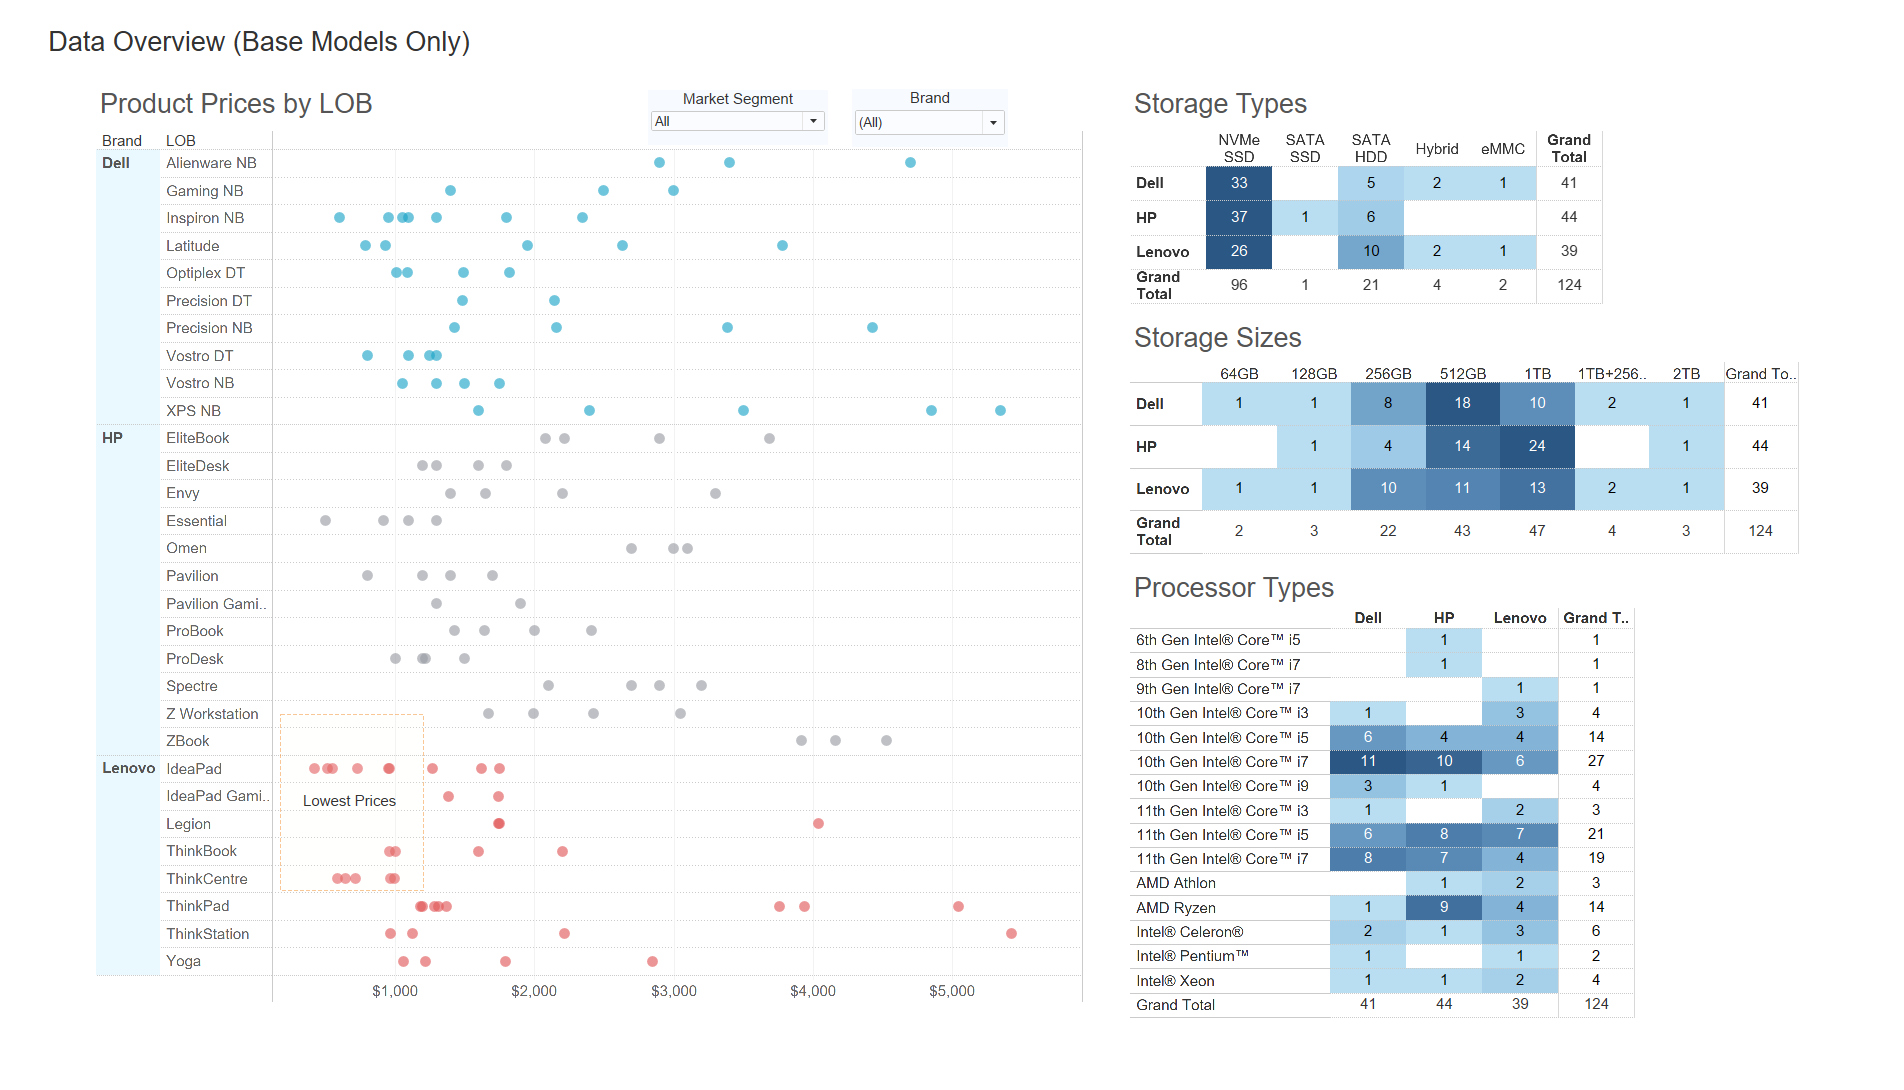 Data Overview (Base Models Only)
Product Prices by LOB
Market Segment
All
Brand
(All)
Brand LOB
Dell Alienware NB
Gaming NB
Inspiron NB
Latitude
Optiplex DT
Precision DT
Precision NB
Vostro DT
Vostro NB
XPS NB
HP EliteBook
EliteDesk
Envy
Essential
Omen
Pavilion
Pavilion Gami..
ProBook
ProDesk
Spectre
Z Workstation
ZBook
Lenovo IdeaPad
IdeaPad Gami..
Legion
ThinkBook
ThinkCentre
ThinkPad
ThinkStation
Yoga
Lowest Prices
$1,000 $2,000 $3,000 $4,000 $5,000
Storage Types
NVMe SATA SATA Hybrid eMMC Grand
SSD SSD HDD Total
Dell 33 5 2 1 41
HP 37 1 6 44
Lenovo 26 10 2 1 39
Grand
Total 96 1 21 4 2 124
Storage Sizes
64GB 128GB 256GB 512GB 1TB 1TB+256.. 2TB Grand To..
Dell 1 1 8 18 10 2 1 41
HP 1 4 14 24 1 44
Lenovo 1 1 10 11 13 2 1 39
Grand
Total 2 3 22 43 47 4 3 124
Processor Types
Dell HP Lenovo Grand T..
6th Gen Intel® Core™ i5 1 1
8th Gen Intel® Core™ i7 1 1
9th Gen Intel® Core™ i7 1 1
10th Gen Intel® Core™ i3 1 3 4
10th Gen Intel® Core™ i5 6 4 4 14
10th Gen Intel® Core™ i7 11 10 6 27
10th Gen Intel® Core™ i9 3 1 4
11th Gen Intel® Core™ i3 1 2 3
11th Gen Intel® Core™ i5 6 8 7 21
11th Gen Intel® Core™ i7 8 7 4 19
AMD Athlon 1 2 3
AMD Ryzen 1 9 4 14
Intel® Celeron® 2 1 3 6
Intel® Pentium™ 1 1 2
Intel® Xeon 1 1 2 4
Grand Total 41 44 39 124